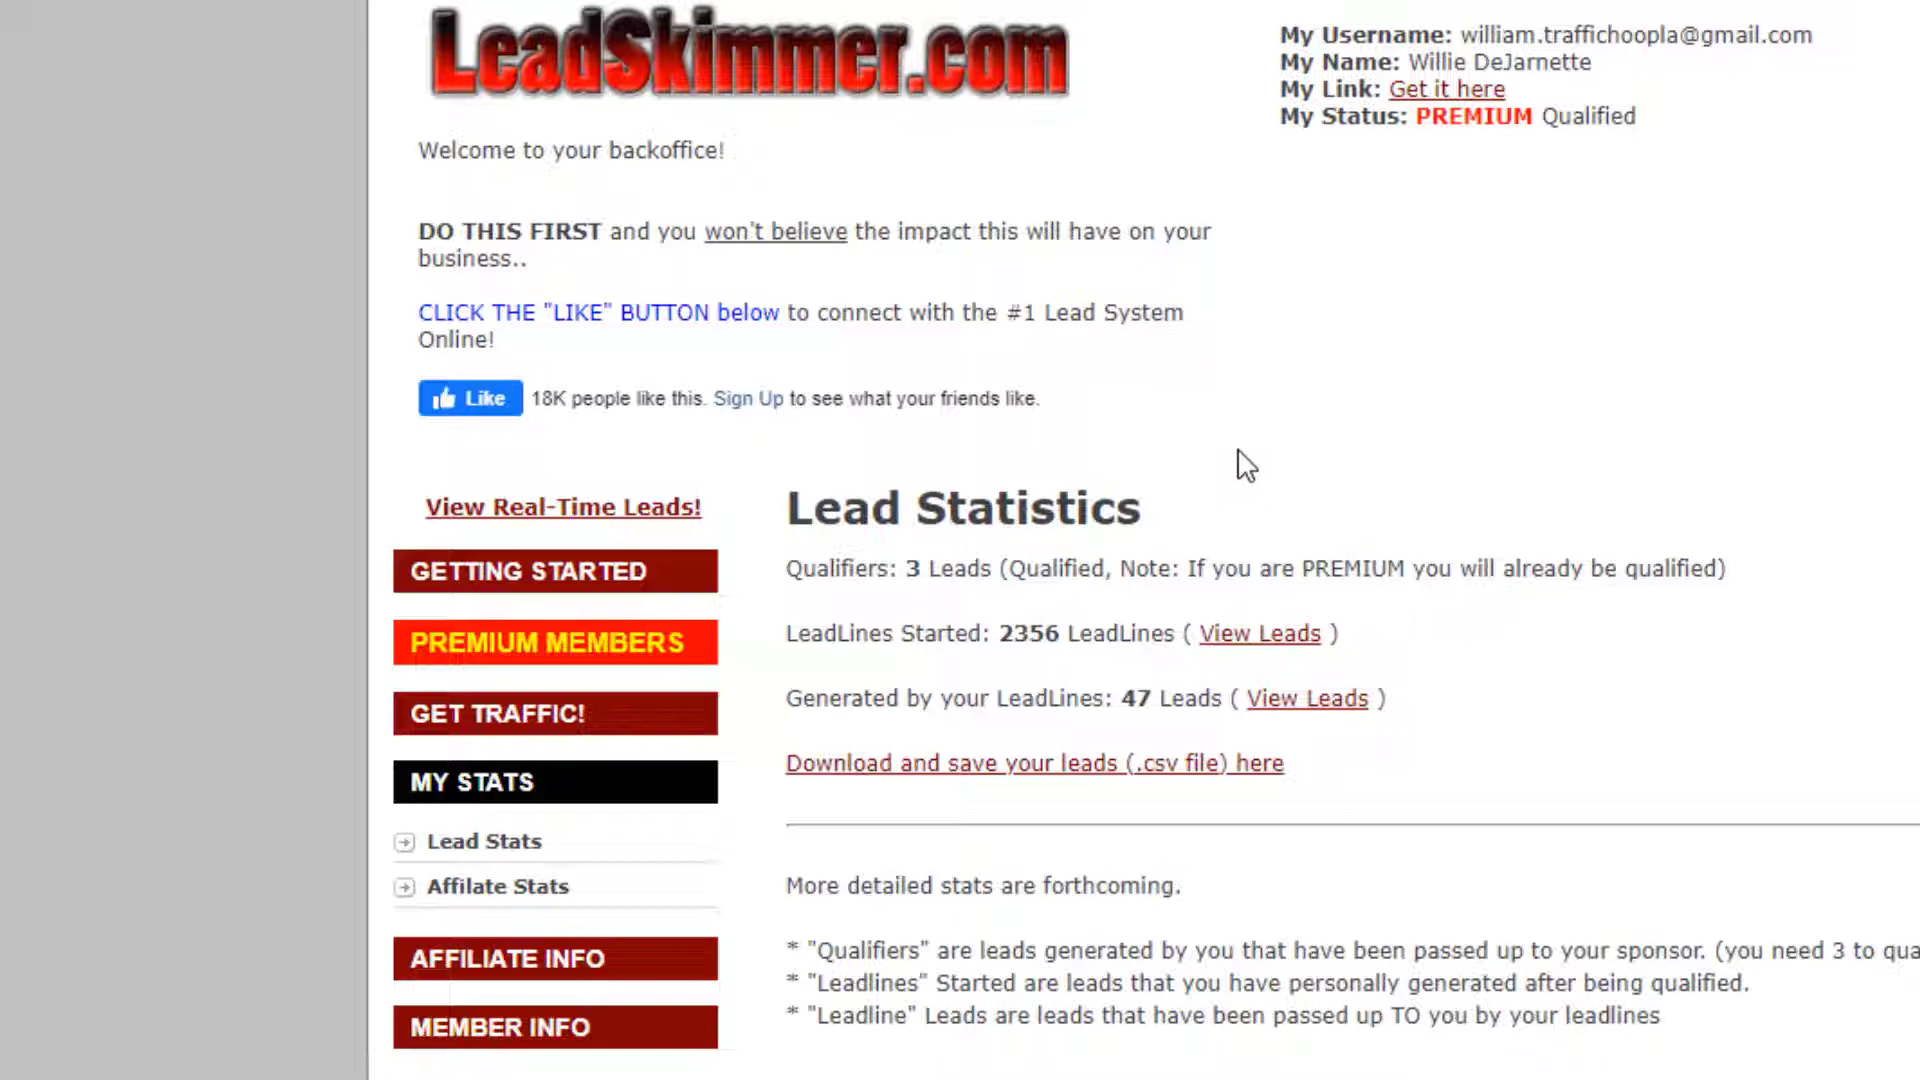 LeadSkimmer.com
My Username: william.traffichoopla@gmail.com
My Name: Willie DeJarnette
My Link: Get it here
My Status: PREMIUM Qualified
Welcome to your backoffice!
DO THIS FIRST and you won't believe the impact this will have on your
business..
CLICK THE "LIKE" BUTTON below to connect with the #1 Lead System
Online!
Like 18K people like this. Sign Up to see what your friends like.
View Real-Time Leads!
GETTING STARTED
PREMIUM MEMBERS
GET TRAFFIC!
MY STATS
Lead Stats
Affilate Stats
AFFILIATE INFO
MEMBER INFO
Lead Statistics
Qualifiers: 3 Leads (Qualified, Note: If you are PREMIUM you will already be qualified)
LeadLines Started: 2356 LeadLines ( View Leads )
Generated by your LeadLines: 47 Leads ( View Leads )
Download and save your leads (.csv file) here
More detailed stats are forthcoming.
* "Qualifiers" are leads generated by you that have been passed up to your sponsor. (you need 3 to qua
* "Leadlines" Started are leads that you have personally generated after being qualified.
* "Leadline" Leads are leads that have been passed up TO you by your leadlines